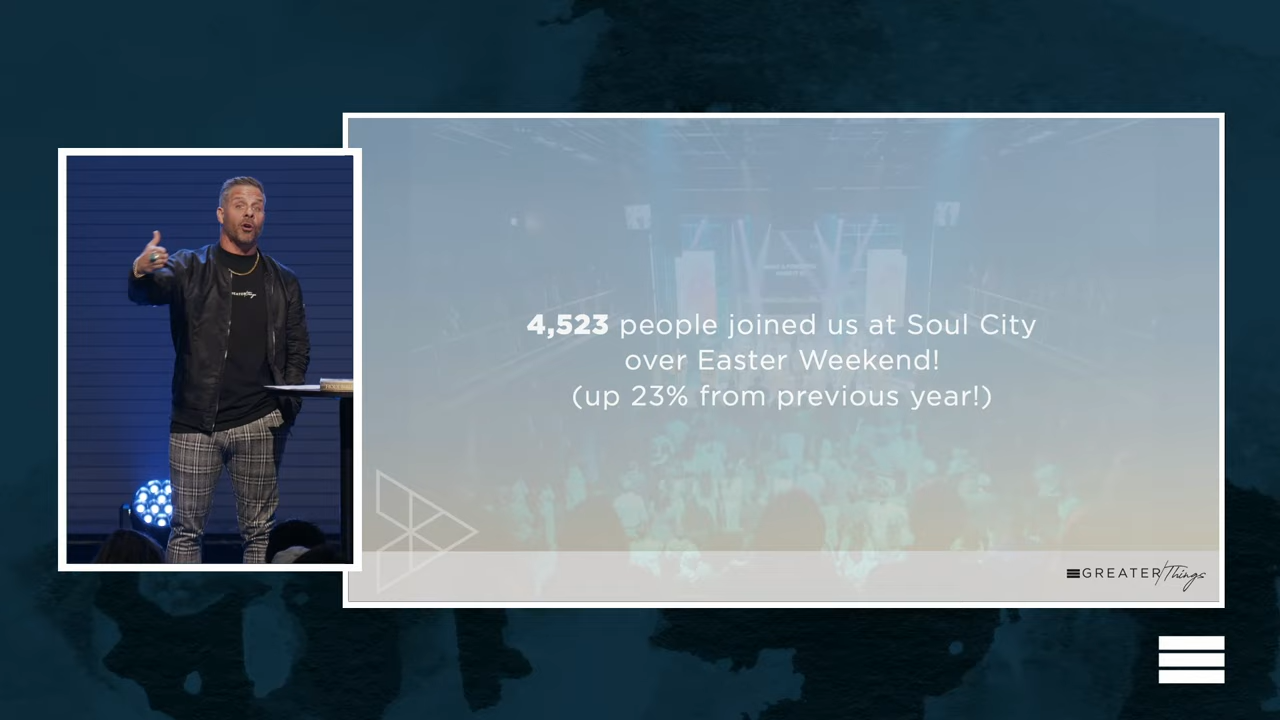 4,523 people joined us at Soul City
over Easter Weekend!
(up 23% from previous year!)
GREATER/Things